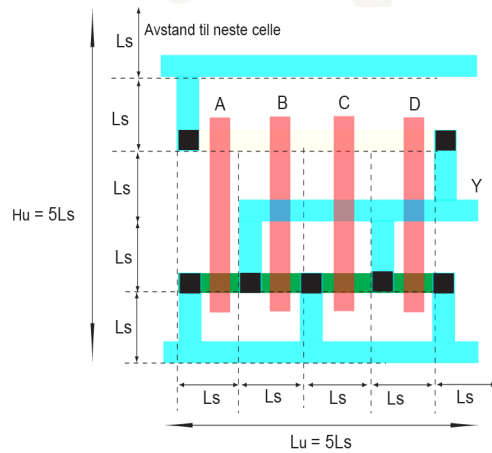 Ls
Avstand til neste celle
Ls
A B C D
Ls
Y
Hu = 5Ls
Ls
Ls
Ls Ls Ls Ls Ls
Lu = 5Ls